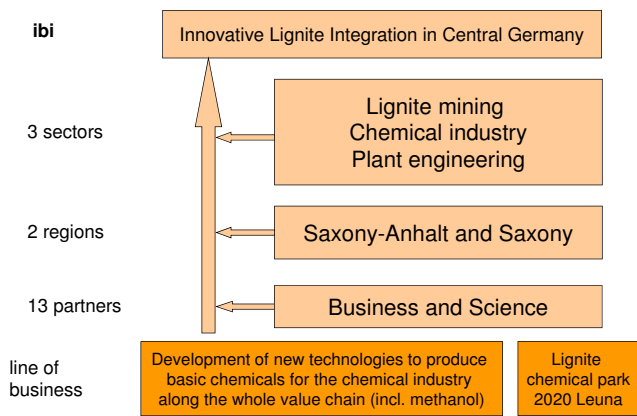 ibi
Innovative Lignite Integration in Central Germany
3 sectors
Lignite mining
Chemical industry
Plant engineering
2 regions
Saxony-Anhalt and Saxony
13 partners
Business and Science
line of
business
Development of new technologies to produce
basic chemicals for the chemical industry
along the whole value chain (incl. methanol)
Lignite
chemical park
2020 Leuna